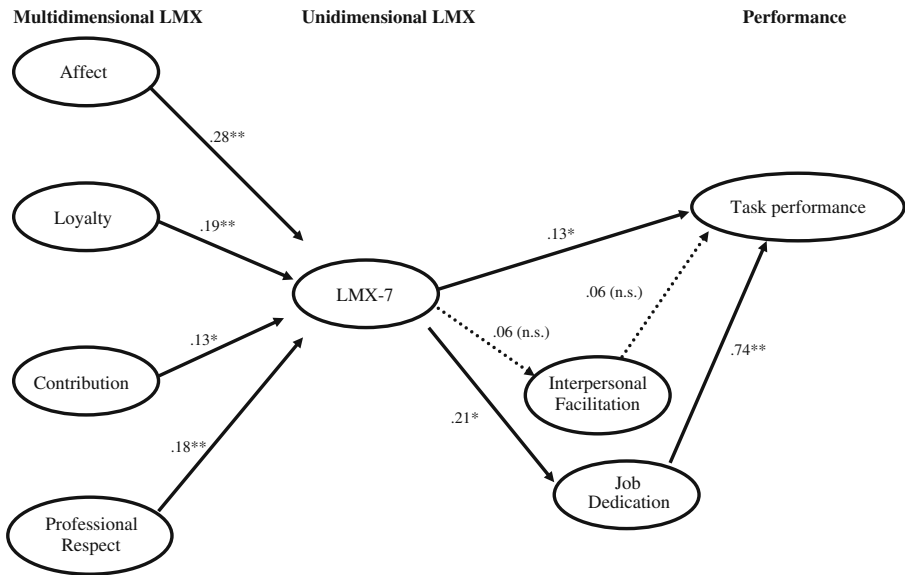 Multidimensional LMX
Unidimensional LMX
Performance
Affect
.28**
Loyalty
.19**
Task performance
.13*
LMX-7
.06 (n.s.)
.06 (n.s.)
.13*
Contribution
.74**
Interpersonal
Facilitation
.21*
.18**
Job
Dedication
Professional
Respect